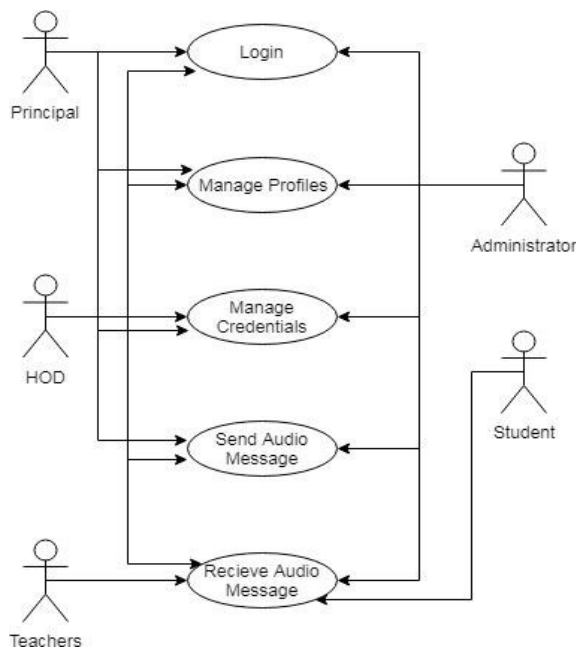 Login
Principal
Manage Profiles
Administrator
Manage
Credentials
HOD
Student
Send Audio
Message
Recieve Audio
Message
Teachers